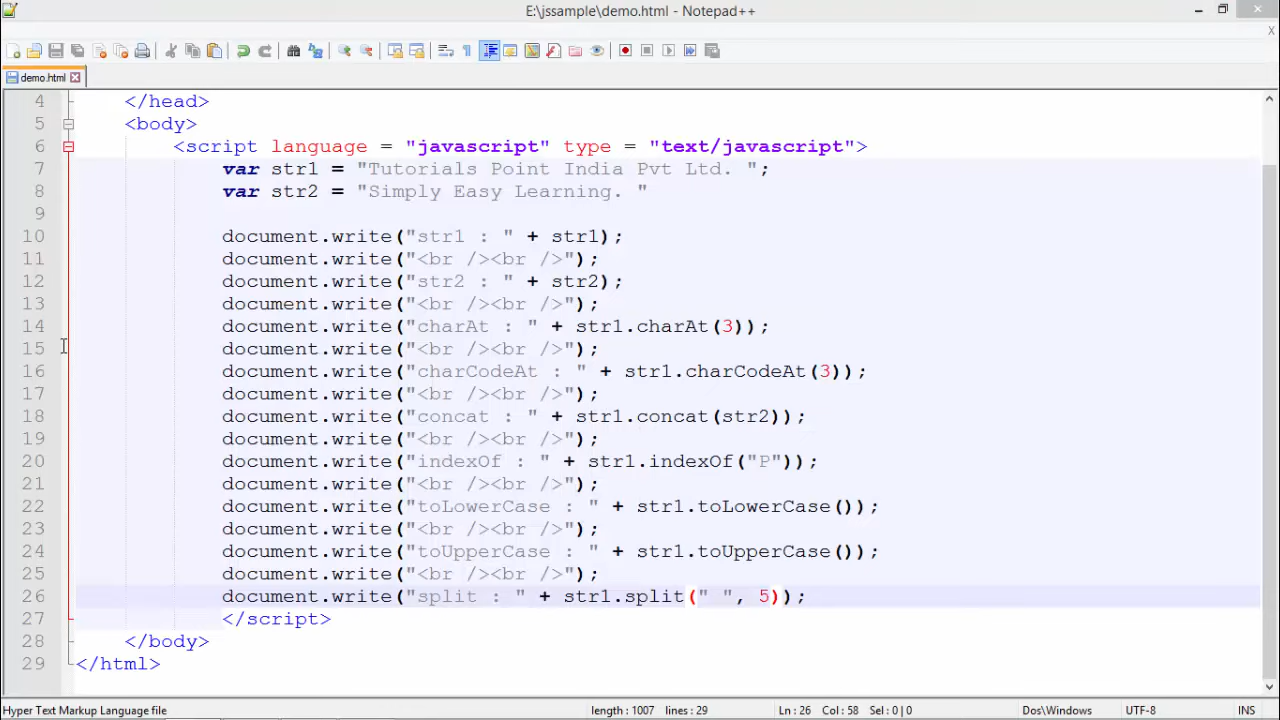 E:\jssample\demo.html - Notepad++
demo.html
4 </head>
5 <body>
6 <script language = "javascript" type = "text/javascript">
7 var str1 = "Tutorials Point India Pvt Ltd. ";
8 var str2 = "Simply Easy Learning. "
9
10 document.write("str1 : " + str1);
11 document.write("<br /><br />");
12 document.write("str2 : " + str2);
13 document.write("<br /><br />");
14 document.write("charAt : " + str1.charAt(3));
15 document.write("<br /><br />");
16 document.write("charCodeAt : " + str1.charCodeAt(3));
17 document.write("<br /><br />");
18 document.write("concat : " + str1.concat(str2));
19 document.write("<br /><br />");
20 document.write("indexOf : " + str1.indexOf("P"));
21 document.write("<br /><br />");
22 document.write("toLowerCase : " + str1.toLowerCase());
23 document.write("<br /><br />");
24 document.write("toUpperCase : " + str1.toUpperCase());
25 document.write("<br /><br />");
26 document.write("split : " + str1.split(" ", 5));
27 </script>
28 </body>
29 </html>
Hyper Text Markup Language file length : 1007 lines : 29 Ln : 26 Col : 58 Sel : 0 | 0 Dos\Windows UTF-8 INS